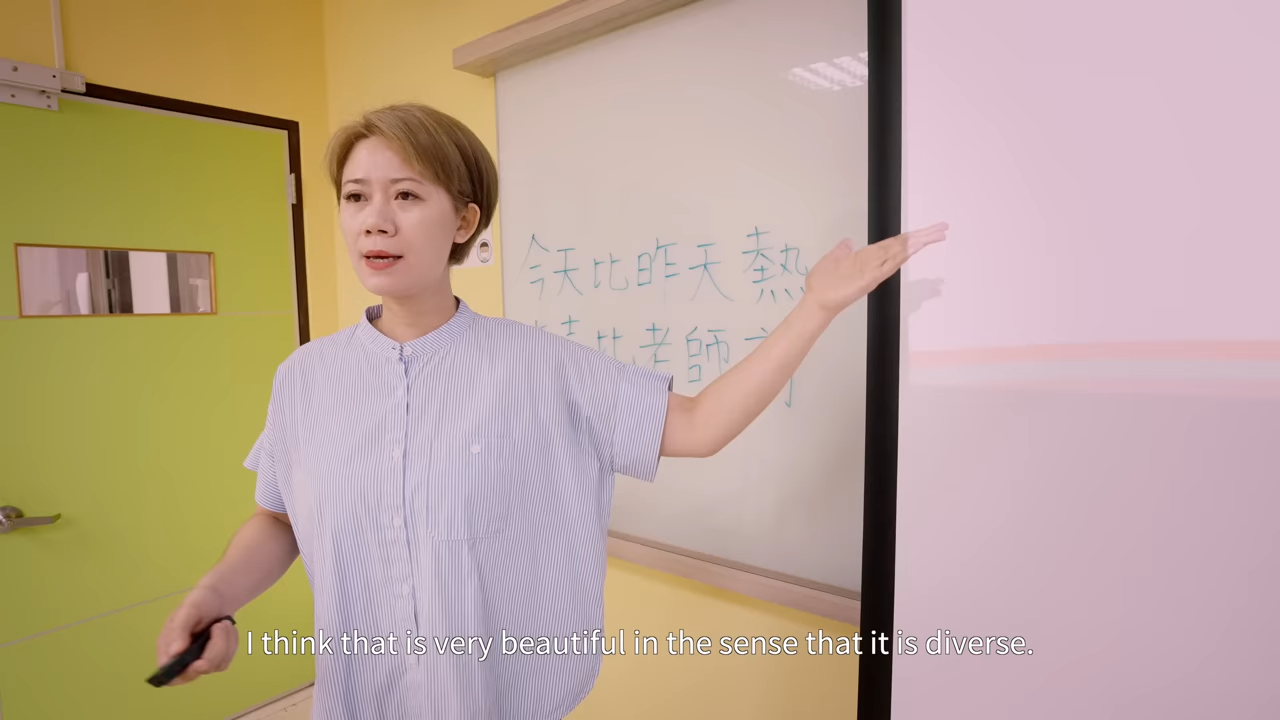 今天比昨天熱
比老師
I think that is very beautiful in the sense that it is diverse.